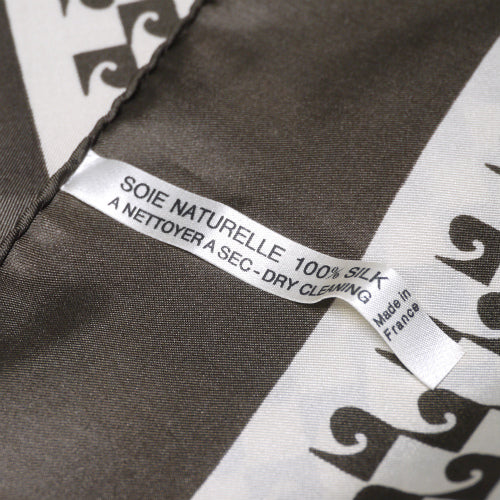 SOIE NATURELLE 100% SILK
A NETTOYER A SEC - DRY CLEANING
Made in
France